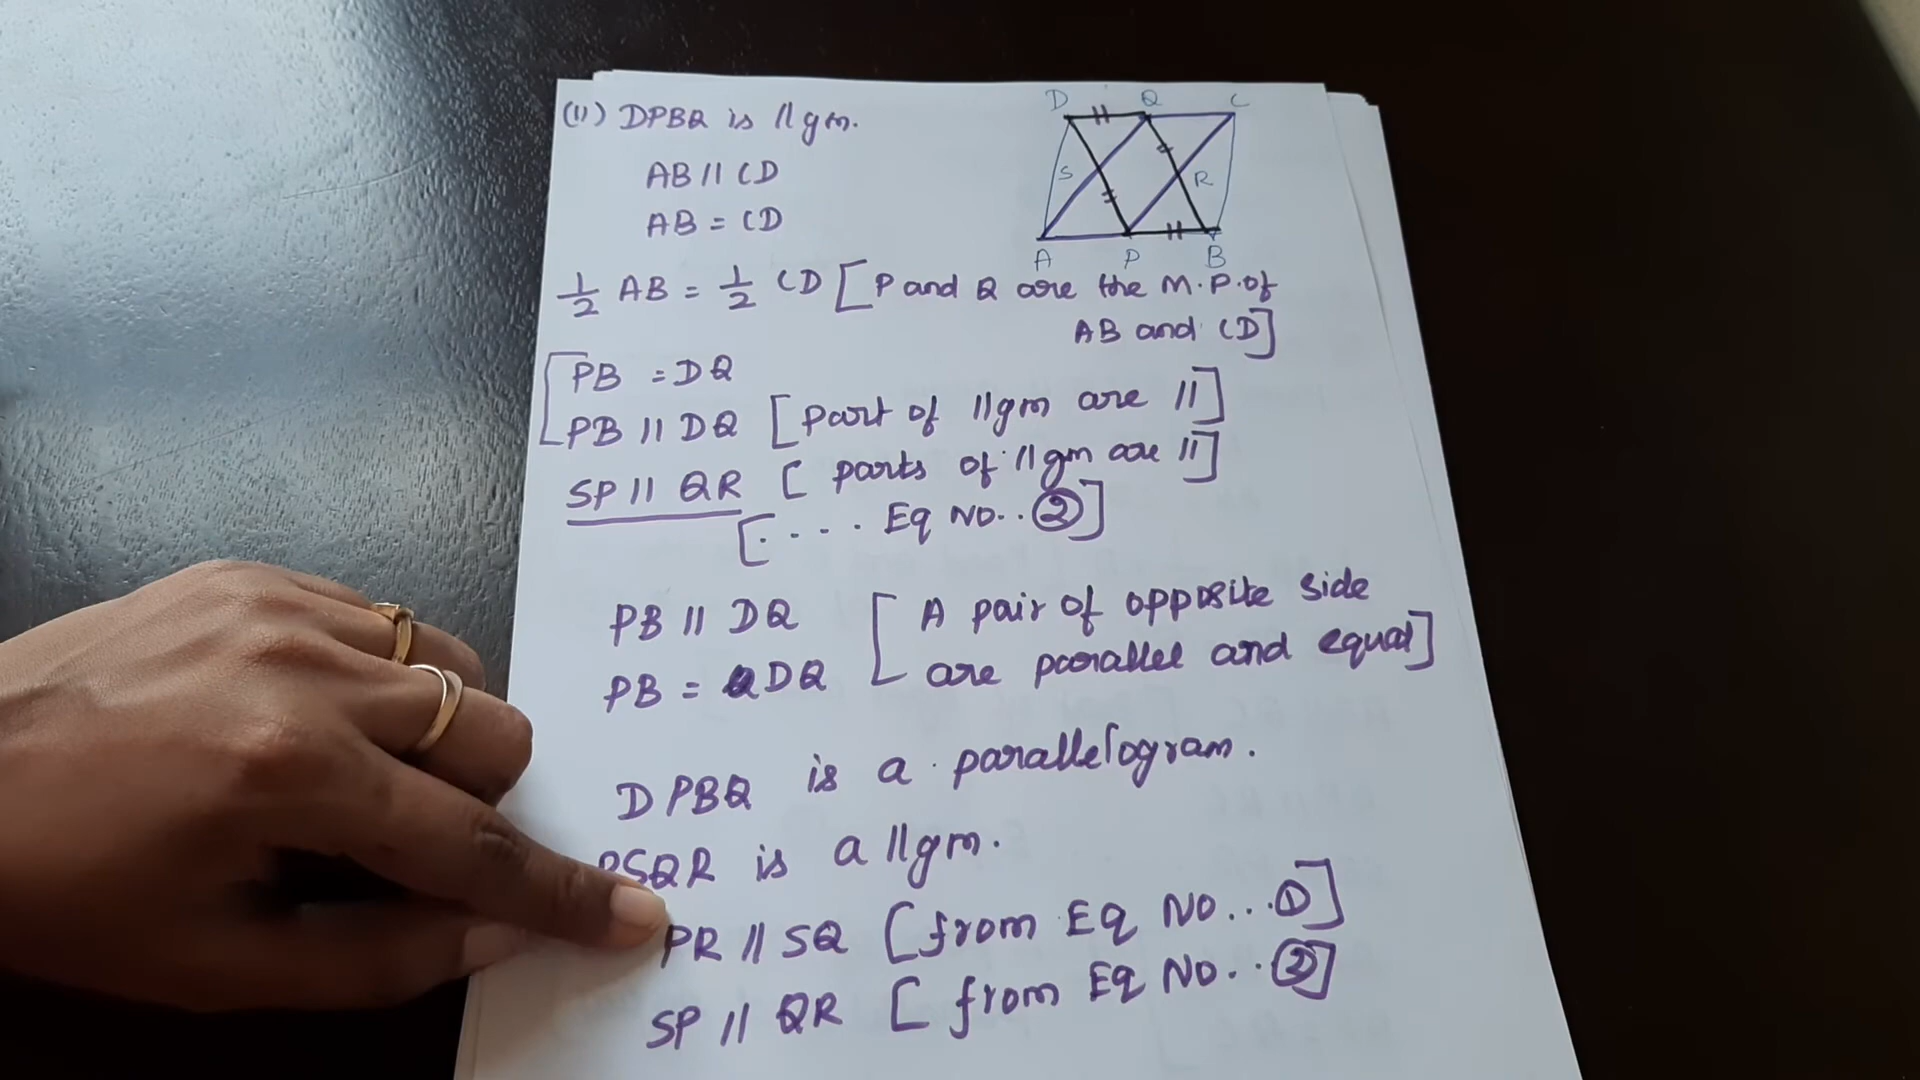 (11) DPBQ is ||gm.
D Q C
AB || CD
S R
AB = CD
A P B
1/2 AB = 1/2 CD [P and Q are the M.P.of
AB and CD]
PB = DQ
PB || DQ [part of ||gm are ||]
SP || QR [ parts of ||gm are ||]
[.... Eq No..②]
PB || DQ [ A pair of opposite side
PB = DQ are parallel and equal]
DPBQ is a parallelogram.
PSQR is a ||gm.
PR || SQ [from Eq No...①]
SP || QR [from Eq No...②]